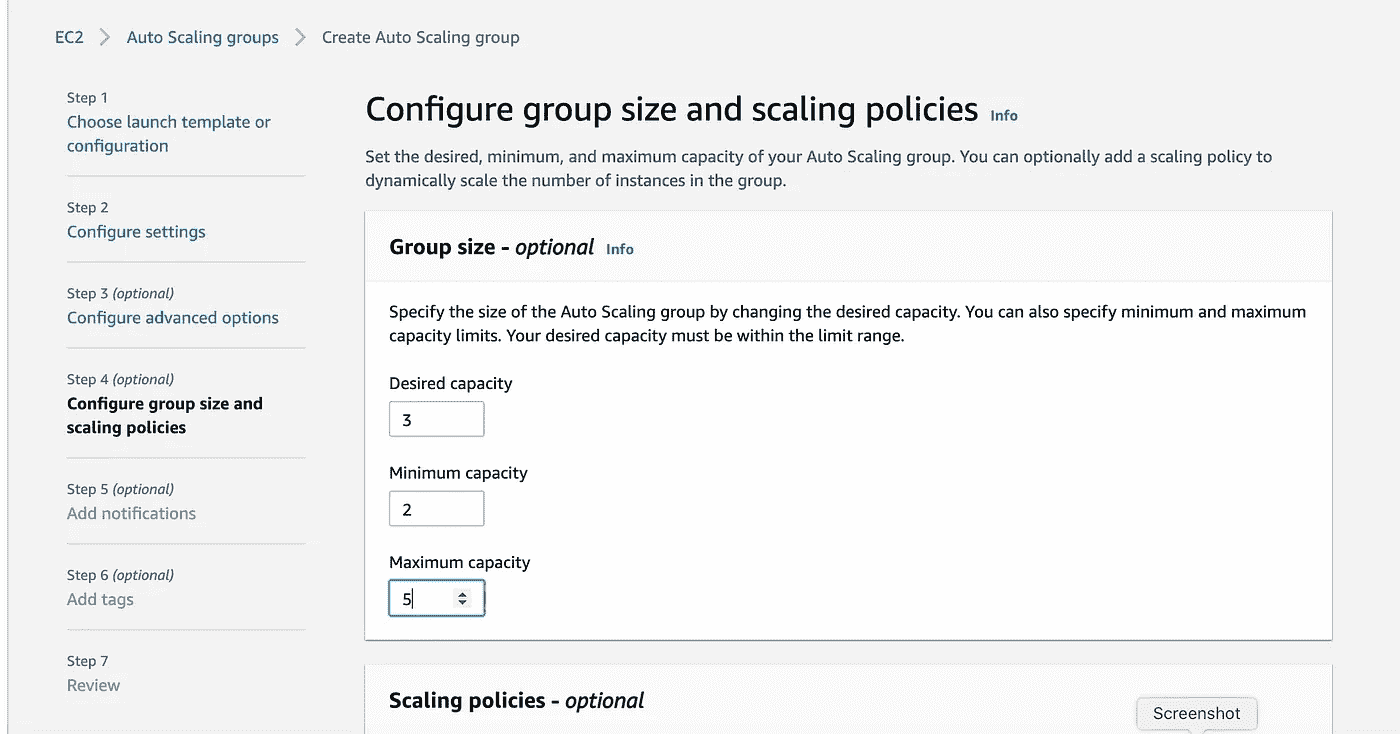 EC2 > Auto Scaling groups > Create Auto Scaling group
Step 1
Choose launch template or
configuration
Step 2
Configure settings
Step 3 (optional)
Configure advanced options
Step 4 (optional)
Configure group size and
scaling policies
Step 5 (optional)
Add notifications
Step 6 (optional)
Add tags
Step 7
Review
Configure group size and scaling policies Info
Set the desired, minimum, and maximum capacity of your Auto Scaling group. You can optionally add a scaling policy to
dynamically scale the number of instances in the group.
Group size - optional Info
Specify the size of the Auto Scaling group by changing the desired capacity. You can also specify minimum and maximum
capacity limits. Your desired capacity must be within the limit range.
Desired capacity
3
Minimum capacity
2
Maximum capacity
5
Scaling policies - optional
Screenshot